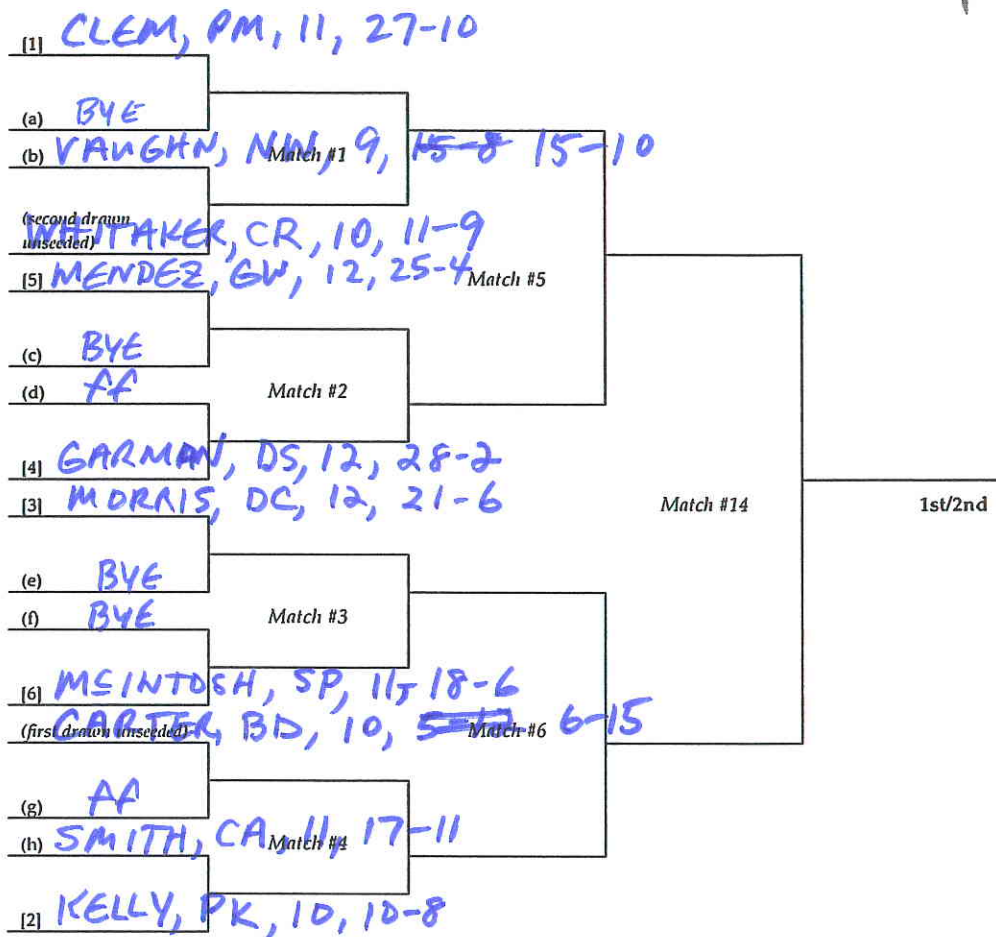 [1] CLEM, PM, 11, 27-10
(a) BYE
(b) VAUGHN, NW, 9, 15-8 15-10
Match #1
(second drawn unseeded) WHITAKER, CR, 10, 11-9
[5] MENDEZ, GW, 12, 25-4
Match #5
(c) BYE
(d) ff
Match #2
[4] GARMAN, DS, 12, 28-2
[3] MORRIS, DC, 12, 21-6
Match #14
1st/2nd
(e) BYE
(f) BYE
Match #3
[6] MCINTOSH, SP, 11, 18-6
(first drawn unseeded) CARTER, BD, 10, 6-15
Match #6
(g) ff
(h) SMITH, CA, 11, 17-11
Match #4
[2] KELLY, PK, 10, 10-8